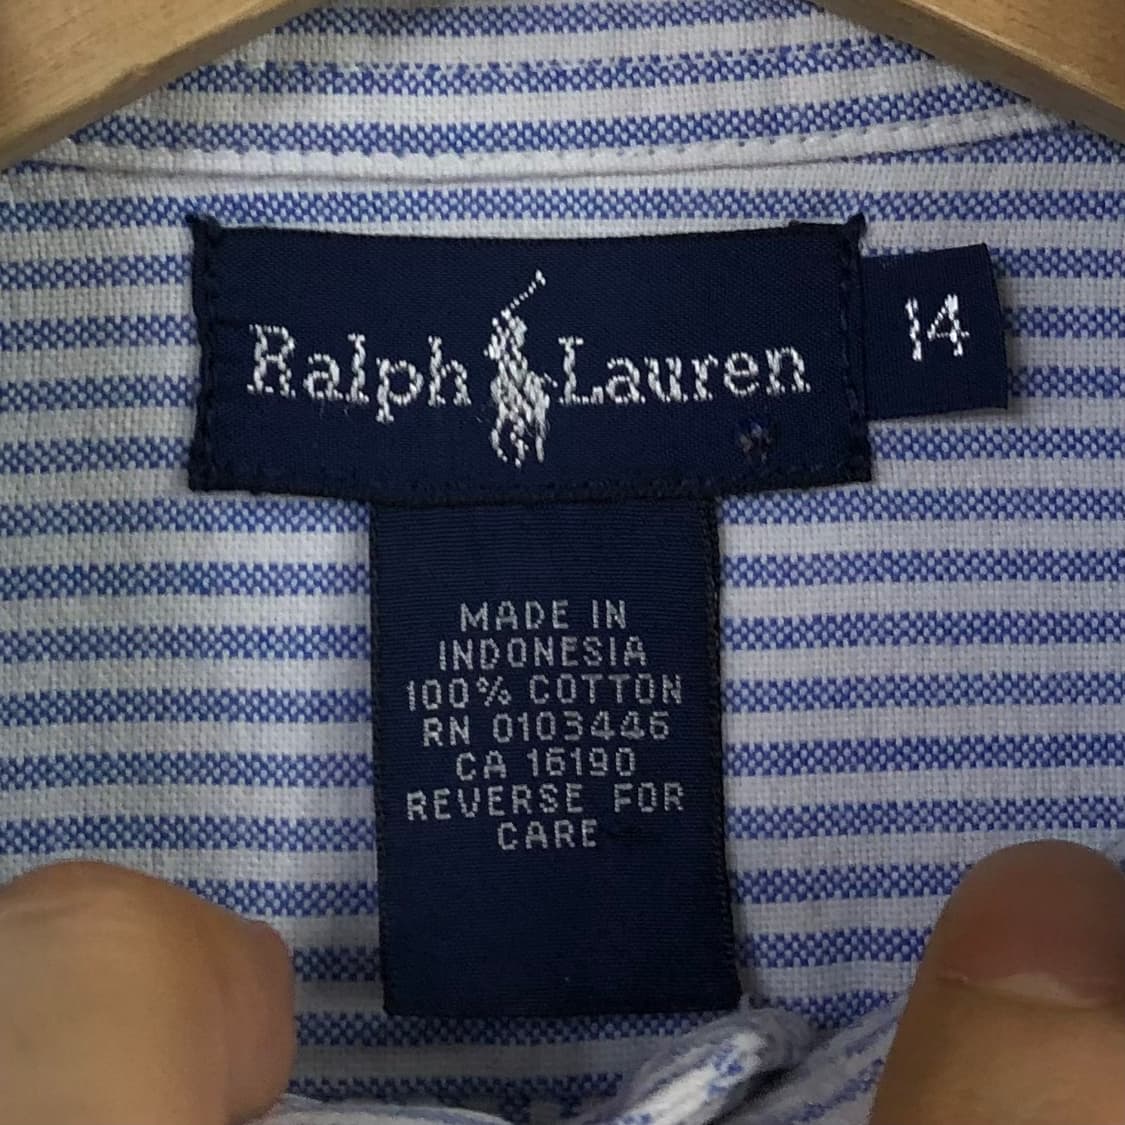 Ralph Lauren
14
MADE IN
INDONESIA
100% COTTON
RN 0103446
CA 16190
REVERSE FOR
CARE